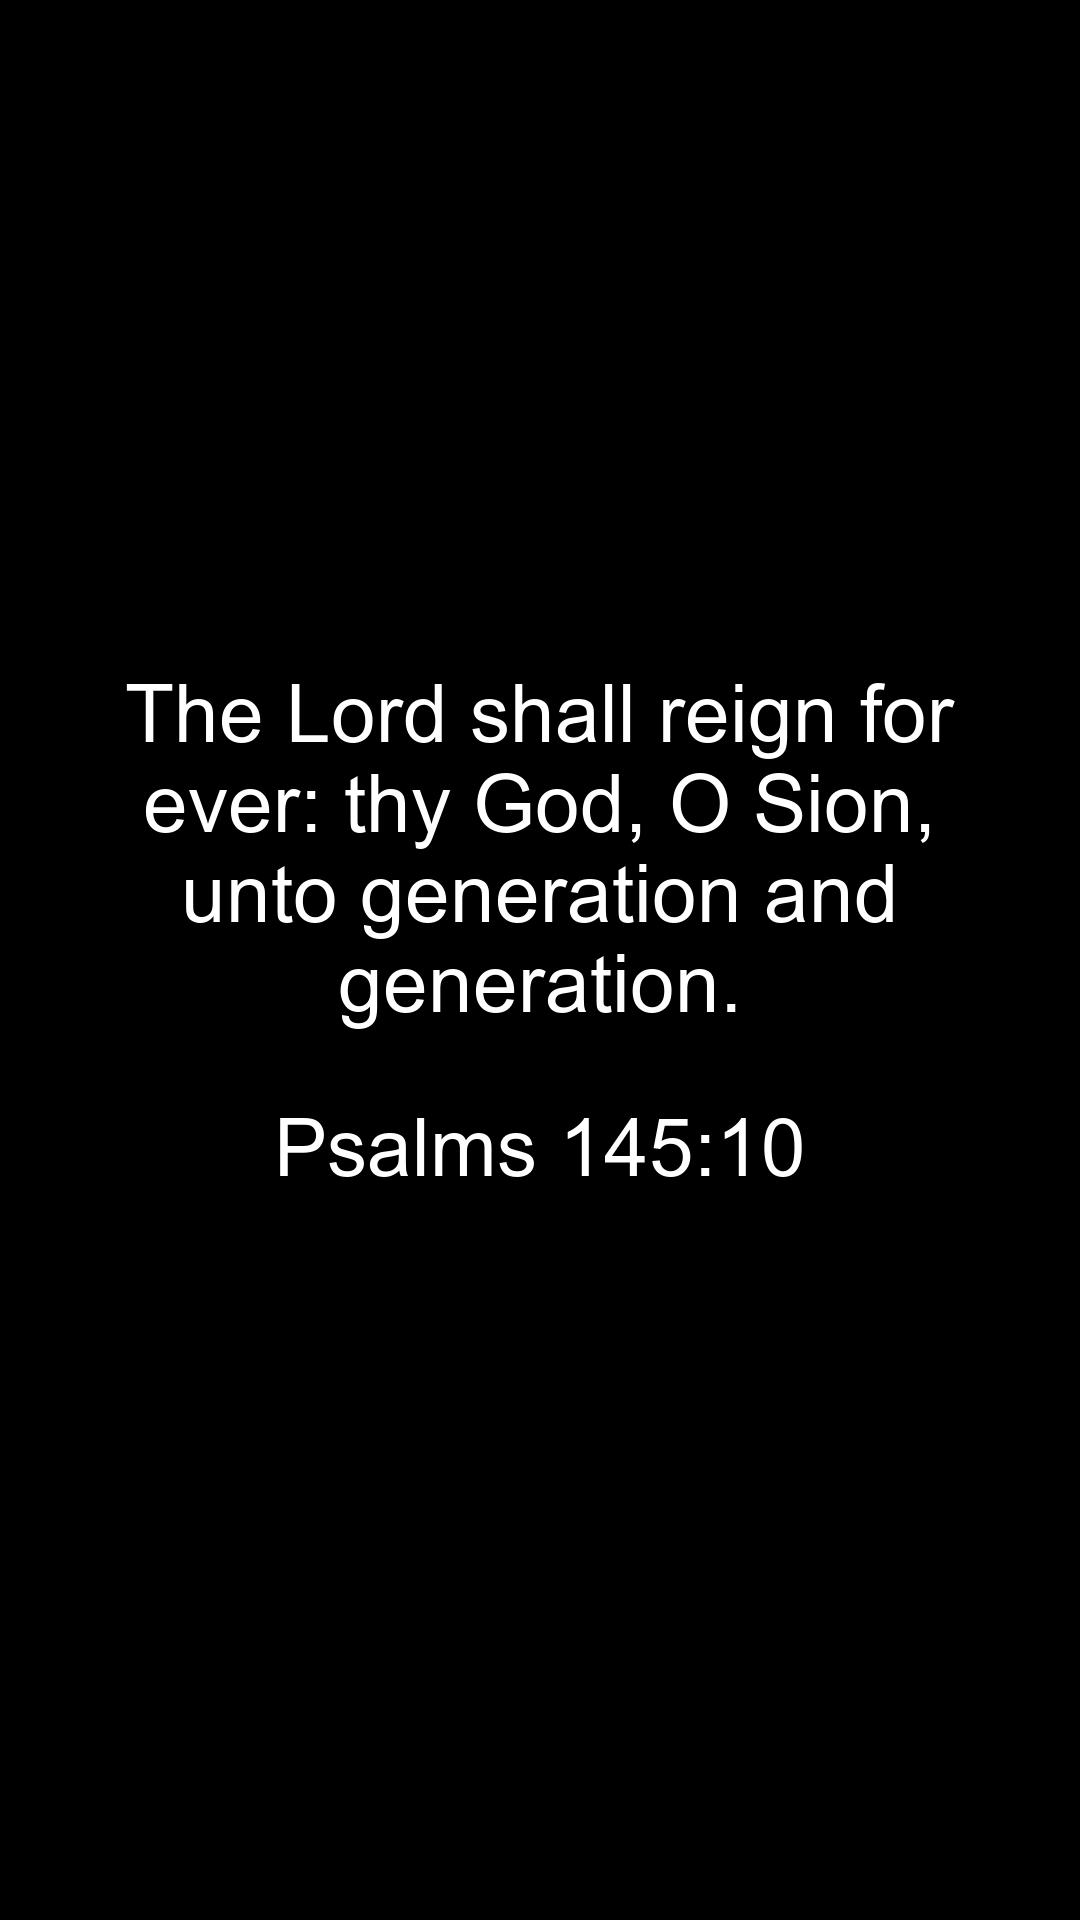 The Lord shall reign for
ever: thy God, O Sion,
unto generation and
generation.
Psalms 145:10